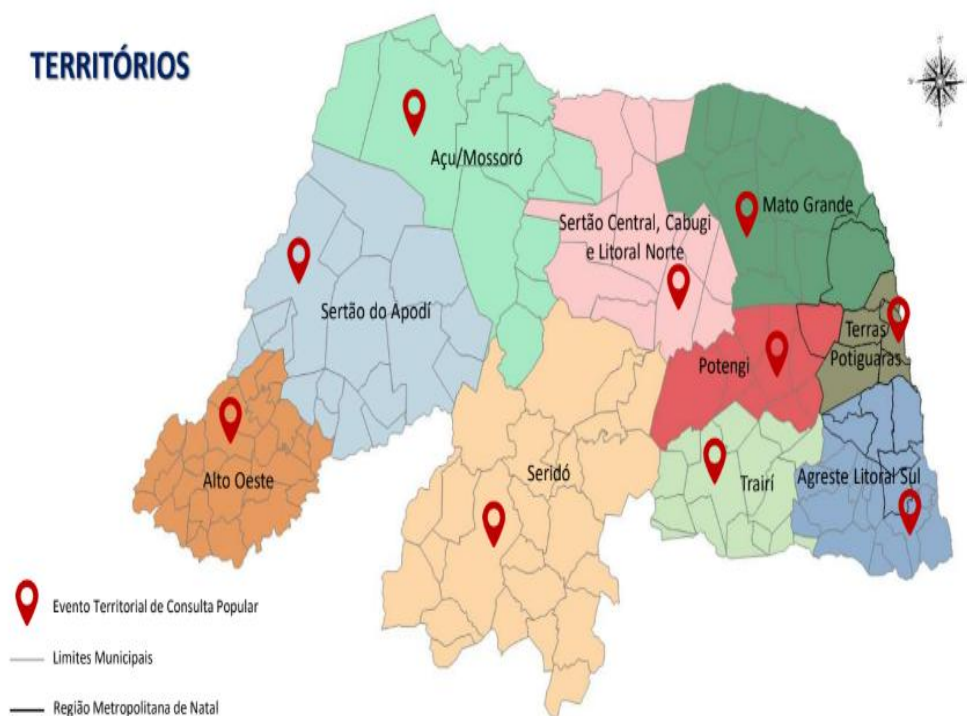 TERRITÓRIOS
Açu/Mossoró
Mato Grande
Sertão Central, Cabugi
e Litoral Norte
Sertão do Apodí
Terras
Potiguaras
Potengi
Alto Oeste
Seridó
Trairí
Agreste Litoral Sul
Evento Territorial de Consulta Popular
Limites Municipais
Região Metropolitana de Natal